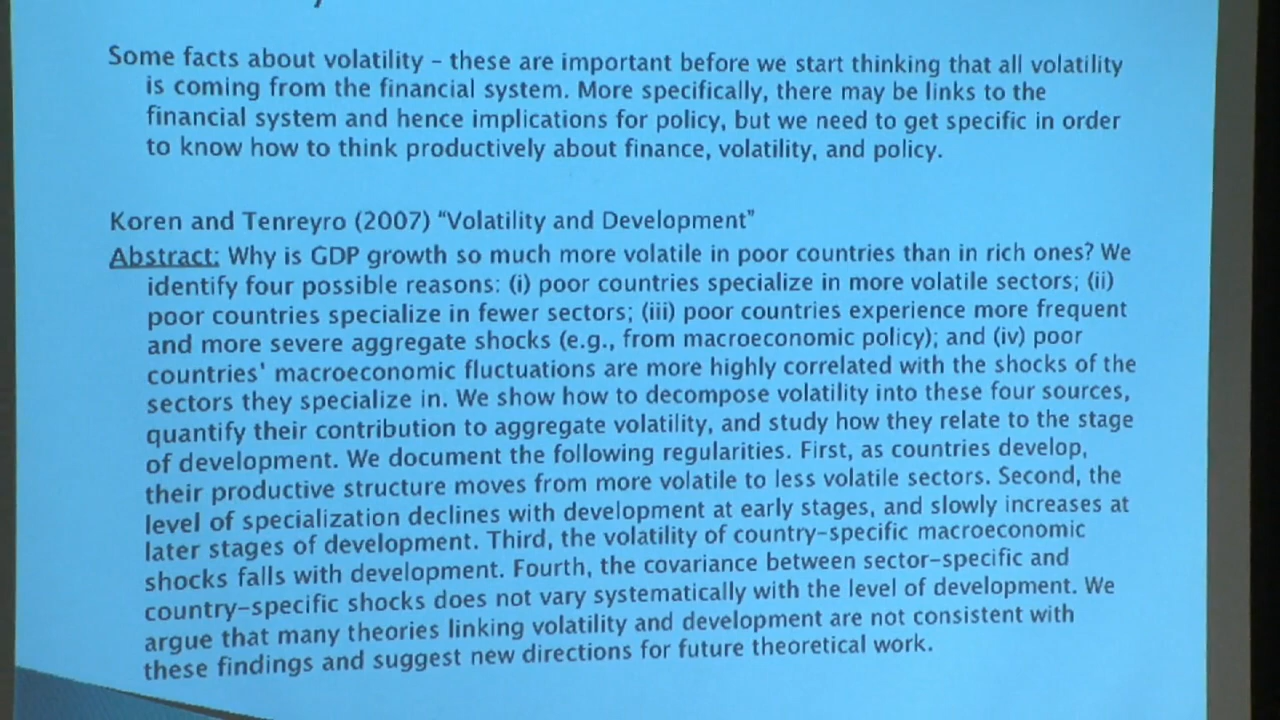 Some facts about volatility – these are important before we start thinking that all volatility
is coming from the financial system. More specifically, there may be links to the
financial system and hence implications for policy, but we need to get specific in order
to know how to think productively about finance, volatility, and policy.
Koren and Tenreyro (2007) “Volatility and Development”
Abstract: Why is GDP growth so much more volatile in poor countries than in rich ones? We
identify four possible reasons: (i) poor countries specialize in more volatile sectors; (ii)
poor countries specialize in fewer sectors; (iii) poor countries experience more frequent
and more severe aggregate shocks (e.g., from macroeconomic policy); and (iv) poor
countries' macroeconomic fluctuations are more highly correlated with the shocks of the
sectors they specialize in. We show how to decompose volatility into these four sources,
quantify their contribution to aggregate volatility, and study how they relate to the stage
of development. We document the following regularities. First, as countries develop,
their productive structure moves from more volatile to less volatile sectors. Second, the
level of specialization declines with development at early stages, and slowly increases at
later stages of development. Third, the volatility of country-specific macroeconomic
shocks falls with development. Fourth, the covariance between sector-specific and
country-specific shocks does not vary systematically with the level of development. We
argue that many theories linking volatility and development are not consistent with
these findings and suggest new directions for future theoretical work.